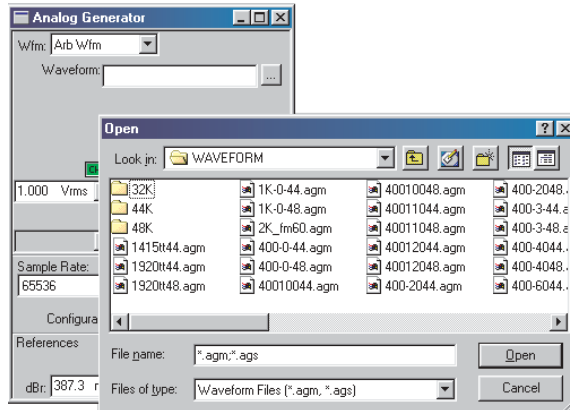 Analog Generator
Wfm: Arb Wfm
Waveform:
...
Open
Look in: WAVEFORM
32K
44K
48K
1415tt44.agm
1920tt44.agm
1920tt48.agm
1K-0-44.agm
1K-0-48.agm
2K_fm60.agm
400-0-44.agm
400-0-48.agm
40010044.agm
40010048.agm
40011044.agm
40011048.agm
40012044.agm
40012048.agm
400-2044.agm
400-2048.
400-3-44.a
400-3-48.a
400-4044.
400-4048.
400-6044.
1.000 Vrms
Sample Rate:
65536
Configura
References
dBr: 387.3
File name: *.agm;*.ags
Open
Files of type: Waveform Files (*.agm, *.ags)
Cancel